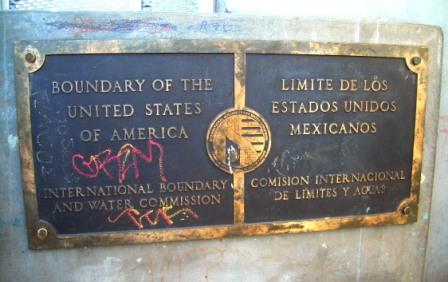 BOUNDARY OF THE
UNITED STATES
OF AMERICA
INTERNATIONAL BOUNDARY
AND WATER COMMISSION
LIMITE DE LOS
ESTADOS UNIDOS
MEXICANOS
COMISION INTERNACIONAL
DE LIMITES Y AGUAS